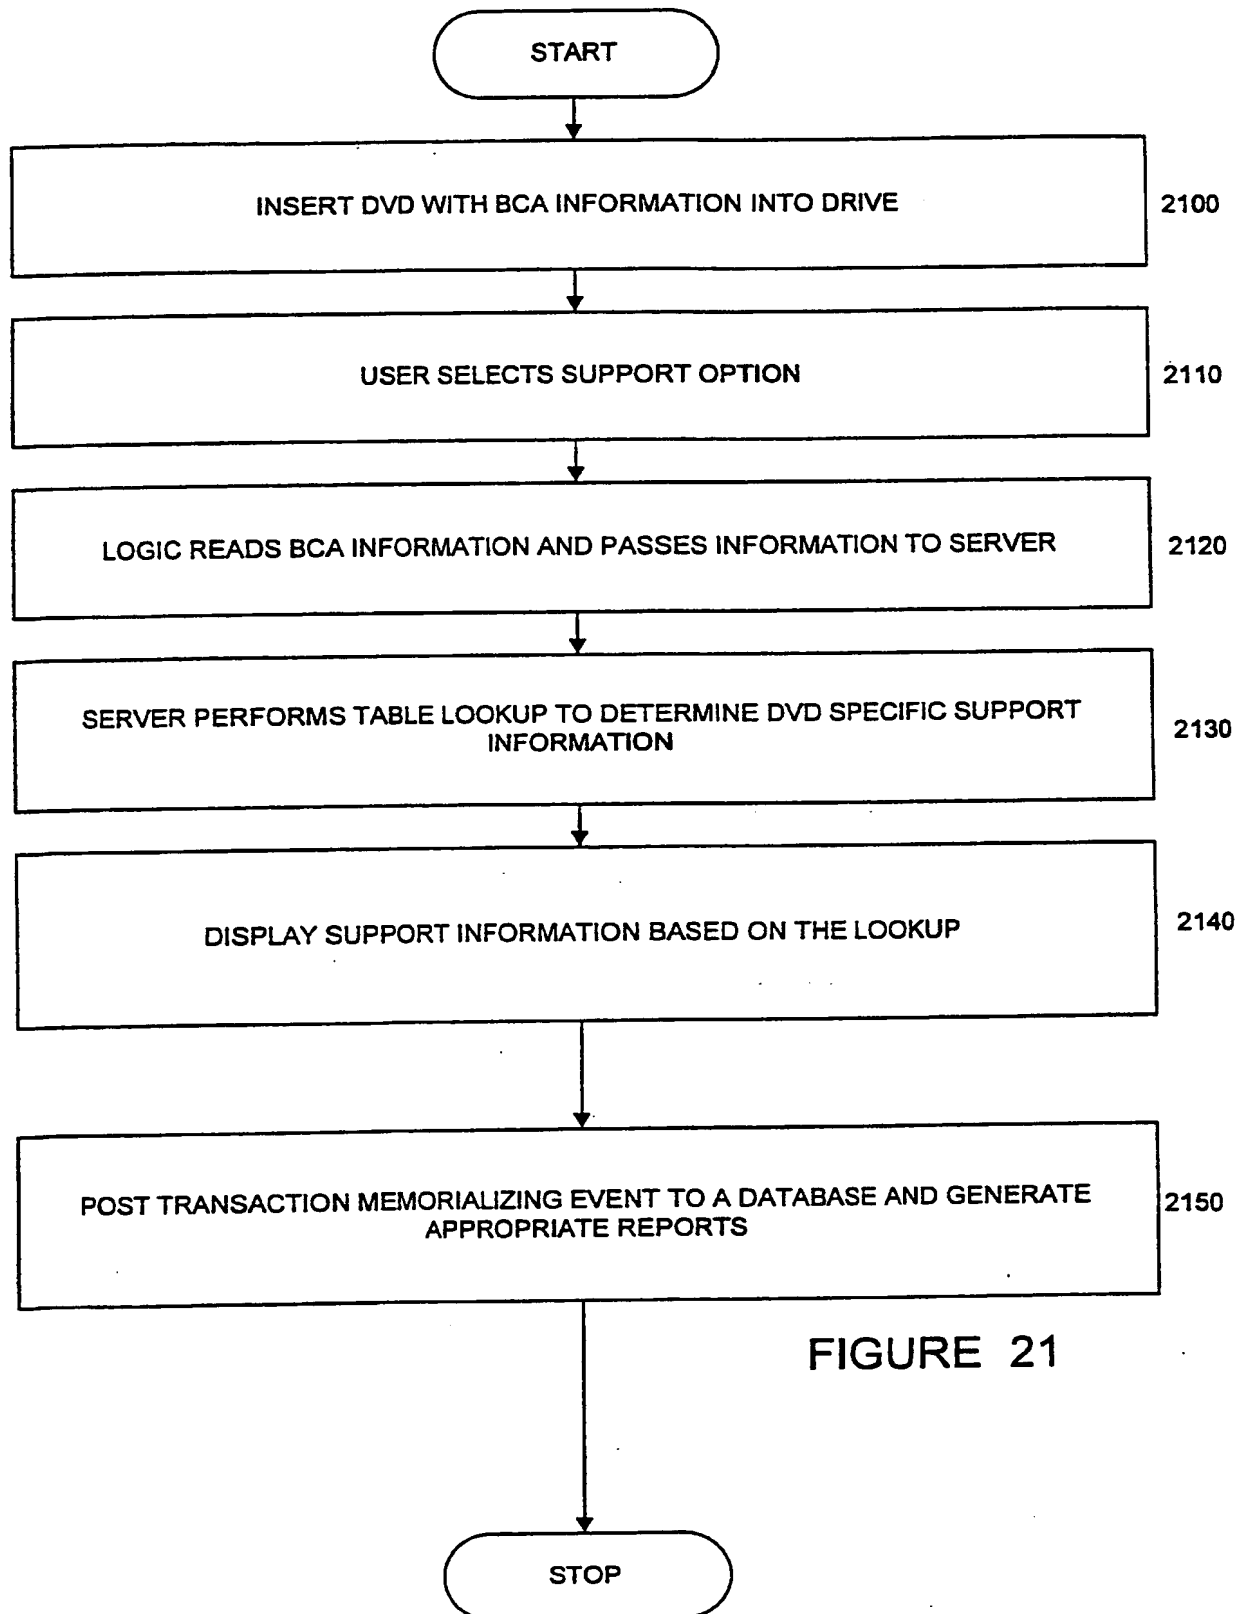 START
INSERT DVD WITH BCA INFORMATION INTO DRIVE
2100
USER SELECTS SUPPORT OPTION
2110
LOGIC READS BCA INFORMATION AND PASSES INFORMATION TO SERVER
2120
SERVER PERFORMS TABLE LOOKUP TO DETERMINE DVD SPECIFIC SUPPORT
INFORMATION
2130
DISPLAY SUPPORT INFORMATION BASED ON THE LOOKUP
2140
POST TRANSACTION MEMORIALIZING EVENT TO A DATABASE AND GENERATE
APPROPRIATE REPORTS
2150
FIGURE 21
STOP